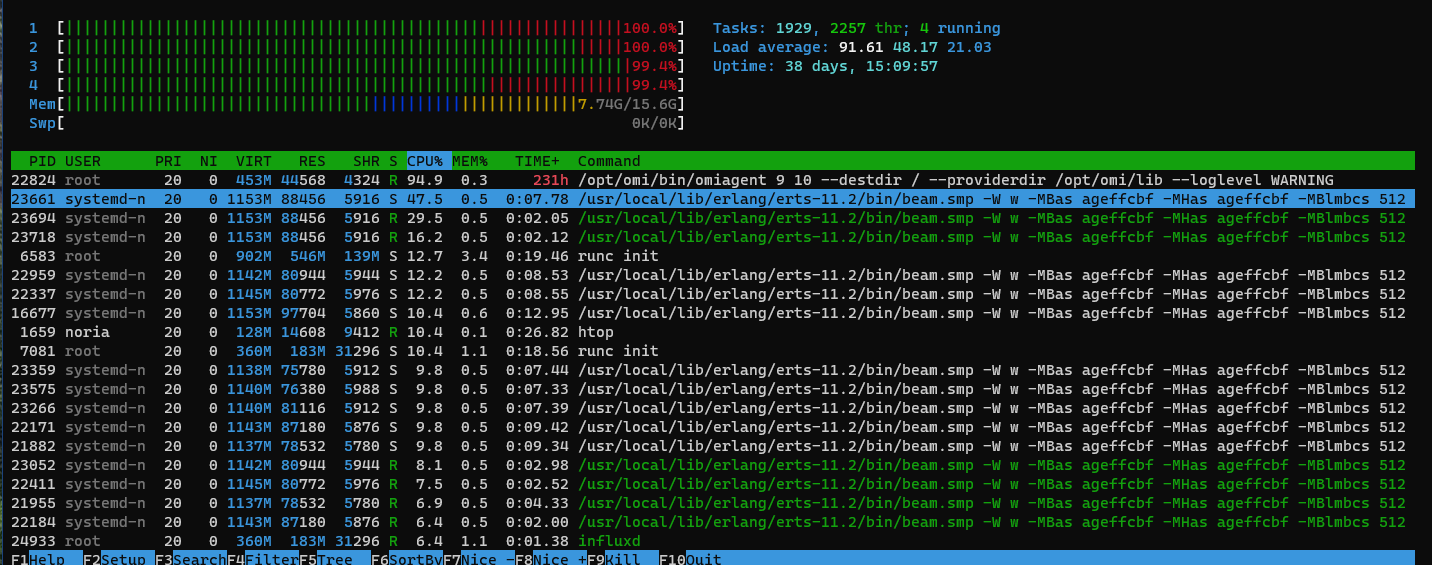 1 [100.0%] Tasks: 1929, 2257 thr; 4 running
2 [100.0%] Load average: 91.61 48.17 21.03
3 [99.4%] Uptime: 38 days, 15:09:57
4 [99.4%]
Mem[7.74G/15.6G]
Swp[0K/0K]
PID USER PRI NI VIRT RES SHR S CPU% MEM% TIME+ Command
22824 root 20 0 453M 44568 4324 R 94.9 0.3 231h /opt/omi/bin/omiagent 9 10 --destdir / --providerdir /opt/omi/lib --loglevel WARNING
23661 systemd-n 20 0 1153M 88456 5916 S 47.5 0.5 0:07.78 /usr/local/lib/erlang/erts-11.2/bin/beam.smp -W w -MBas ageffcbf -MHas ageffcbf -MBlmbcs 512
23694 systemd-n 20 0 1153M 88456 5916 R 29.5 0.5 0:02.05 /usr/local/lib/erlang/erts-11.2/bin/beam.smp -W w -MBas ageffcbf -MHas ageffcbf -MBlmbcs 512
23718 systemd-n 20 0 1153M 88456 5916 R 16.2 0.5 0:02.12 /usr/local/lib/erlang/erts-11.2/bin/beam.smp -W w -MBas ageffcbf -MHas ageffcbf -MBlmbcs 512
6583 root 20 0 902M 546M 139M S 12.7 3.4 0:19.46 runc init
22959 systemd-n 20 0 1142M 80944 5944 S 12.2 0.5 0:08.53 /usr/local/lib/erlang/erts-11.2/bin/beam.smp -W w -MBas ageffcbf -MHas ageffcbf -MBlmbcs 512
22337 systemd-n 20 0 1145M 80772 5976 S 12.2 0.5 0:08.55 /usr/local/lib/erlang/erts-11.2/bin/beam.smp -W w -MBas ageffcbf -MHas ageffcbf -MBlmbcs 512
16677 systemd-n 20 0 1153M 97704 5860 S 10.4 0.6 0:12.95 /usr/local/lib/erlang/erts-11.2/bin/beam.smp -W w -MBas ageffcbf -MHas ageffcbf -MBlmbcs 512
1659 noria 20 0 128M 14608 9412 R 10.4 0.1 0:26.82 htop
7081 root 20 0 360M 183M 31296 S 10.4 1.1 0:18.56 runc init
23359 systemd-n 20 0 1138M 75780 5912 S 9.8 0.5 0:07.44 /usr/local/lib/erlang/erts-11.2/bin/beam.smp -W w -MBas ageffcbf -MHas ageffcbf -MBlmbcs 512
23575 systemd-n 20 0 1140M 76380 5988 S 9.8 0.5 0:07.33 /usr/local/lib/erlang/erts-11.2/bin/beam.smp -W w -MBas ageffcbf -MHas ageffcbf -MBlmbcs 512
23266 systemd-n 20 0 1140M 81116 5912 S 9.8 0.5 0:07.39 /usr/local/lib/erlang/erts-11.2/bin/beam.smp -W w -MBas ageffcbf -MHas ageffcbf -MBlmbcs 512
22171 systemd-n 20 0 1143M 87180 5876 S 9.8 0.5 0:09.42 /usr/local/lib/erlang/erts-11.2/bin/beam.smp -W w -MBas ageffcbf -MHas ageffcbf -MBlmbcs 512
21882 systemd-n 20 0 1137M 78532 5780 S 9.8 0.5 0:09.34 /usr/local/lib/erlang/erts-11.2/bin/beam.smp -W w -MBas ageffcbf -MHas ageffcbf -MBlmbcs 512
23052 systemd-n 20 0 1142M 80944 5944 R 8.1 0.5 0:02.98 /usr/local/lib/erlang/erts-11.2/bin/beam.smp -W w -MBas ageffcbf -MHas ageffcbf -MBlmbcs 512
22411 systemd-n 20 0 1145M 80772 5976 R 7.5 0.5 0:02.52 /usr/local/lib/erlang/erts-11.2/bin/beam.smp -W w -MBas ageffcbf -MHas ageffcbf -MBlmbcs 512
21955 systemd-n 20 0 1137M 78532 5780 R 6.9 0.5 0:04.33 /usr/local/lib/erlang/erts-11.2/bin/beam.smp -W w -MBas ageffcbf -MHas ageffcbf -MBlmbcs 512
22184 systemd-n 20 0 1143M 87180 5876 R 6.4 0.5 0:02.00 /usr/local/lib/erlang/erts-11.2/bin/beam.smp -W w -MBas ageffcbf -MHas ageffcbf -MBlmbcs 512
24933 root 20 0 360M 183M 31296 R 6.4 1.1 0:01.38 influxd
F1Help F2Setup F3SearchF4FilterF5Tree F6SortByF7Nice -F8Nice +F9Kill F10Quit